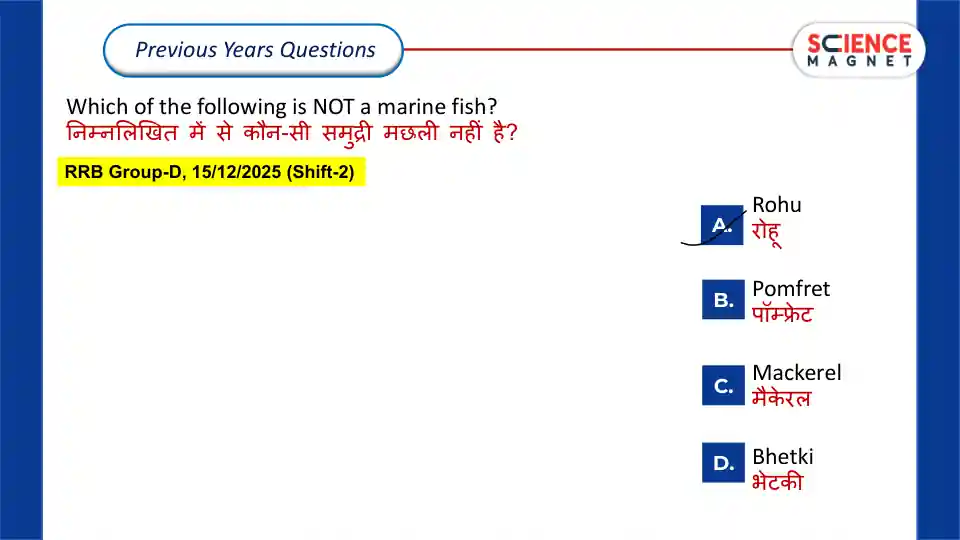 Previous Years Questions
SCIENCE
MAGNET
Which of the following is NOT a marine fish?
निम्नलिखित में से कौन-सी समुद्री मछली नहीं है?
RRB Group-D, 15/12/2025 (Shift-2)
A.
Rohu
रोहू
B.
Pomfret
पॉम्फ्रेट
C.
Mackerel
मैकेरल
D.
Bhetki
भेटकी